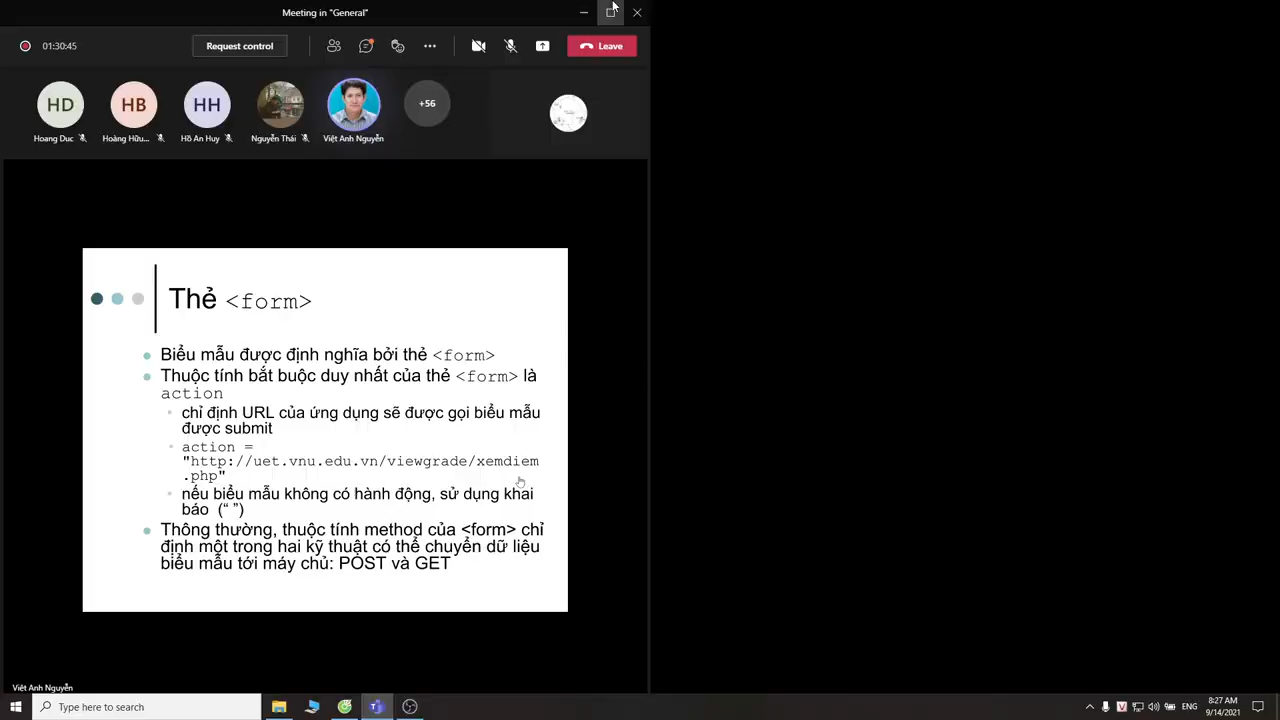 Meeting in "General"
01:30:45
Request control
Leave
HD
HB
HH
+56
Hoang Duc
Hoàng Hữu...
Hồ An Huy
Nguyễn Thái
Việt Anh Nguyễn
Thẻ <form>
Biểu mẫu được định nghĩa bởi thẻ <form>
Thuộc tính bắt buộc duy nhất của thẻ <form> là
action
chỉ định URL của ứng dụng sẽ được gọi biểu mẫu
được submit
action =
"http://uet.vnu.edu.vn/viewgrade/xemdiem
.php"
nếu biểu mẫu không có hành động, sử dụng khai
báo (“ ”)
Thông thường, thuộc tính method của <form> chỉ
định một trong hai kỹ thuật có thể chuyển dữ liệu
biểu mẫu tới máy chủ: POST và GET
Việt Anh Nguyễn
Type here to search
V
ENG
8:27 AM
9/14/2021